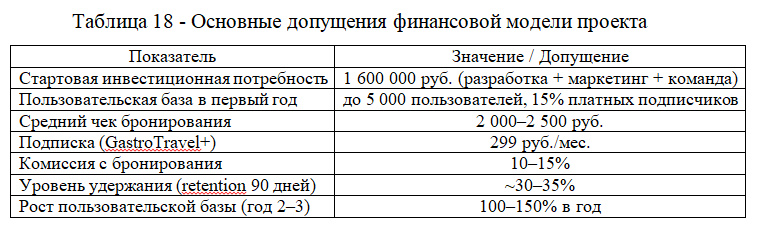 Таблица 18 - Основные допущения финансовой модели проекта
Показатель Значение / Допущение
Стартовая инвестиционная потребность 1 600 000 руб. (разработка + маркетинг + команда)
Пользовательская база в первый год до 5 000 пользователей, 15% платных подписчиков
Средний чек бронирования 2 000–2 500 руб.
Подписка (GastroTravel+) 299 руб./мес.
Комиссия с бронирования 10–15%
Уровень удержания (retention 90 дней) ~30–35%
Рост пользовательской базы (год 2–3) 100–150% в год